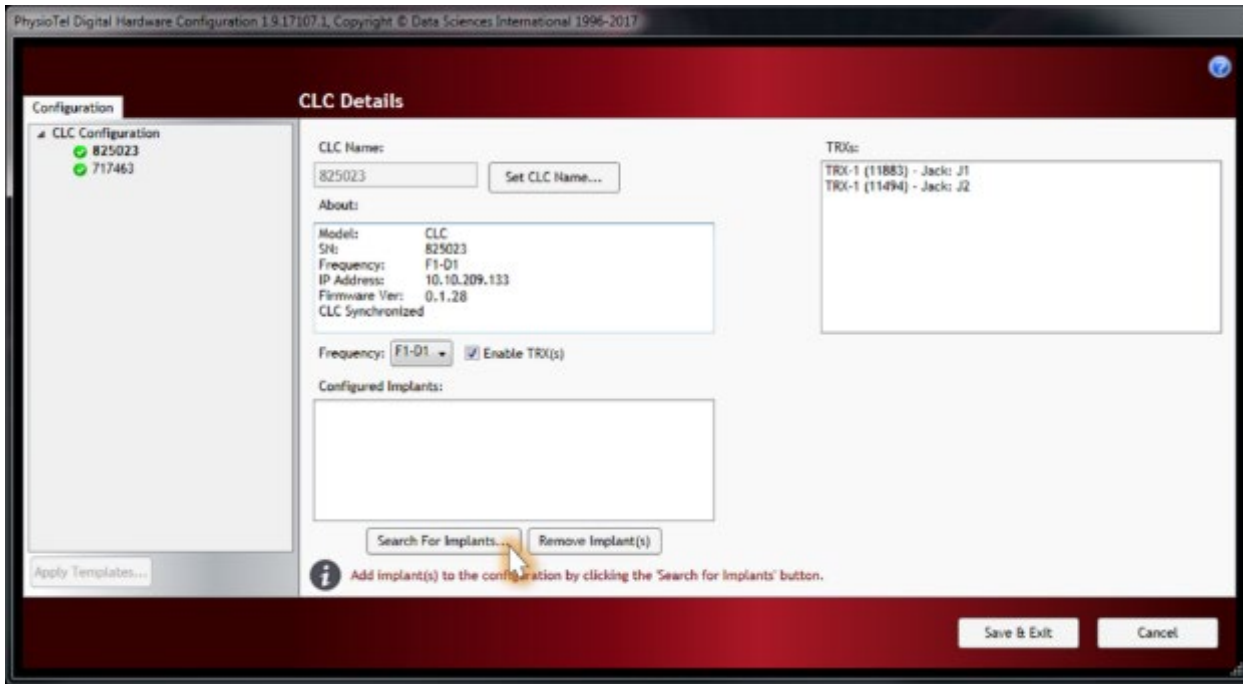 PhysioTel Digital Hardware Configuration 1.9.17107.1, Copyright © Data Sciences International 1996-2017
Configuration
CLC Configuration
825023
717463
Apply Templates...
CLC Details
CLC Name:
825023
Set CLC Name...
About:
Model: CLC
SN: 825023
Frequency: F1-D1
IP Address: 10.10.209.133
Firmware Ver: 0.1.28
CLC Synchronized
Frequency: F1-D1 Enable TRX(s)
Configured Implants:
Search For Implants... Remove Implant(s)
Add implant(s) to the configuration by clicking the 'Search for Implants' button.
TRXs:
TRX-1 (11883) - Jack: J1
TRX-1 (11494) - Jack: J2
Save & Exit Cancel